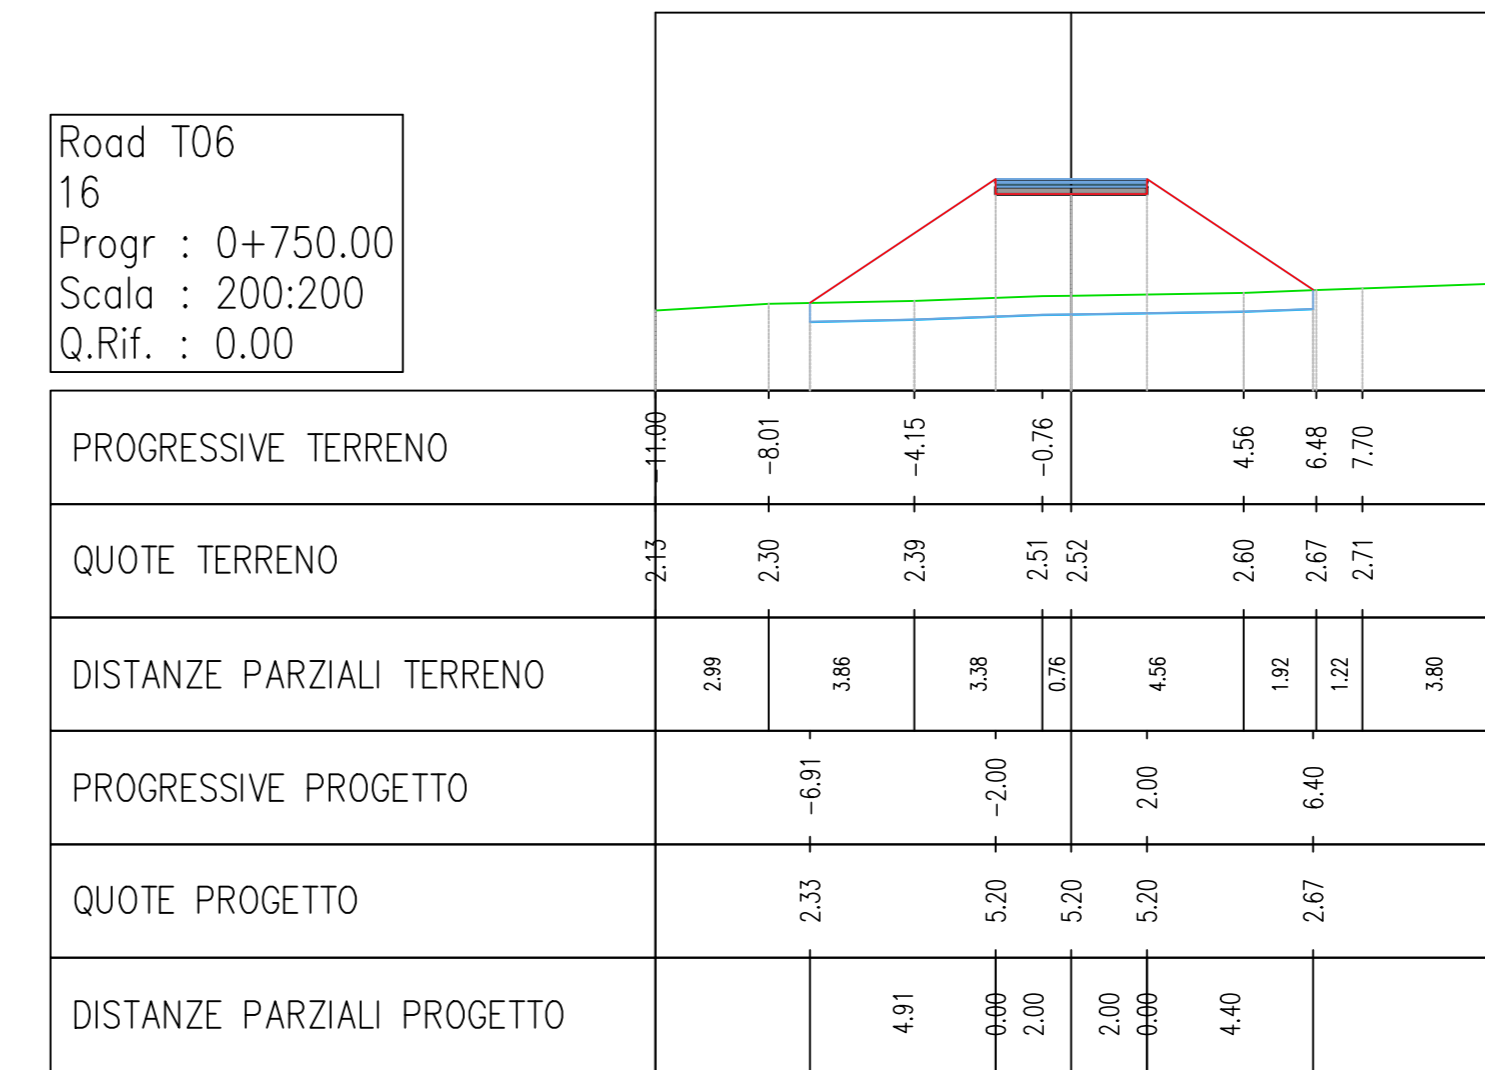 Road T06
16
Progr : 0+750.00
Scala : 200:200
Q.Rif. : 0.00
PROGRESSIVE TERRENO -11.00 -8.01 -4.15 -0.76 4.56 6.48 7.70
QUOTE TERRENO 2.13 2.30 2.39 2.51 2.52 2.60 2.67 2.71
DISTANZE PARZIALI TERRENO 2.99 3.86 3.38 0.76 4.56 1.92 1.22 3.80
PROGRESSIVE PROGETTO -6.91 -2.00 2.00 6.40
QUOTE PROGETTO 2.33 5.20 5.20 5.20 2.67
DISTANZE PARZIALI PROGETTO 4.91 0.00 2.00 2.00 0.00 4.40